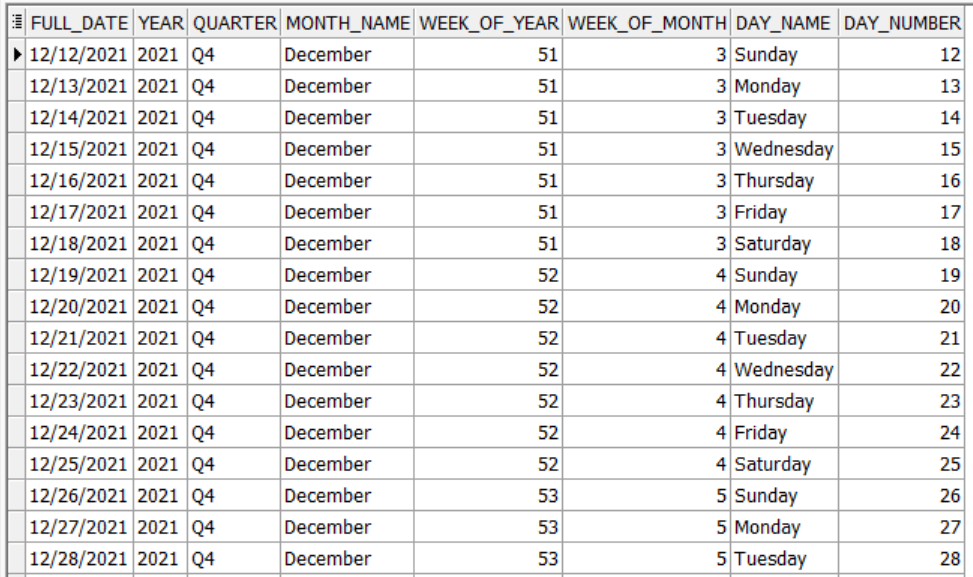 FULL_DATE YEAR QUARTER MONTH_NAME WEEK_OF_YEAR WEEK_OF_MONTH DAY_NAME DAY_NUMBER
12/12/2021 2021 Q4 December 51 3 Sunday 12
12/13/2021 2021 Q4 December 51 3 Monday 13
12/14/2021 2021 Q4 December 51 3 Tuesday 14
12/15/2021 2021 Q4 December 51 3 Wednesday 15
12/16/2021 2021 Q4 December 51 3 Thursday 16
12/17/2021 2021 Q4 December 51 3 Friday 17
12/18/2021 2021 Q4 December 51 3 Saturday 18
12/19/2021 2021 Q4 December 52 4 Sunday 19
12/20/2021 2021 Q4 December 52 4 Monday 20
12/21/2021 2021 Q4 December 52 4 Tuesday 21
12/22/2021 2021 Q4 December 52 4 Wednesday 22
12/23/2021 2021 Q4 December 52 4 Thursday 23
12/24/2021 2021 Q4 December 52 4 Friday 24
12/25/2021 2021 Q4 December 52 4 Saturday 25
12/26/2021 2021 Q4 December 53 5 Sunday 26
12/27/2021 2021 Q4 December 53 5 Monday 27
12/28/2021 2021 Q4 December 53 5 Tuesday 28